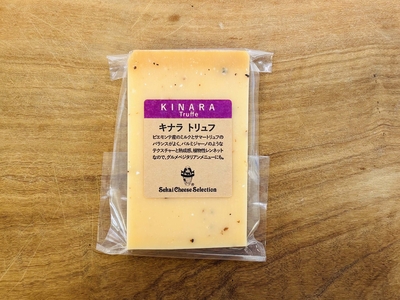 KINARA
Truffe
キナラ トリュフ
ピエモンテ産のミルクとサマートリュフの
バランスがよく、パルミジャーノのような
テクスチャーと熟成感。植物性レンネット
なので、グルメベジタリアンメニューにも。
Sekai Cheese Selection